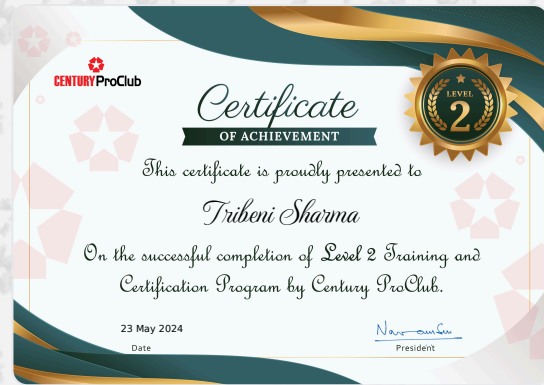 CENTURY ProClub
LEVEL
2
Certificate
OF ACHIEVEMENT
This certificate is proudly presented to
Tribeni Sharma
On the successful completion of Level 2 Training and
Certification Program by Century ProClub.
23 May 2024
Date
President